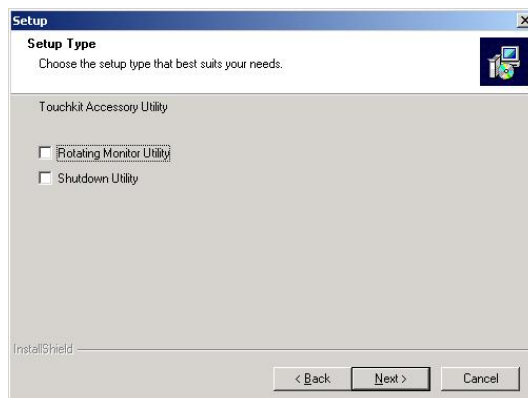 Setup
Setup Type
Choose the setup type that best suits your needs.
Touchkit Accessory Utility
Rotating Monitor Utility
Shutdown Utility
InstallShield
< Back
Next >
Cancel